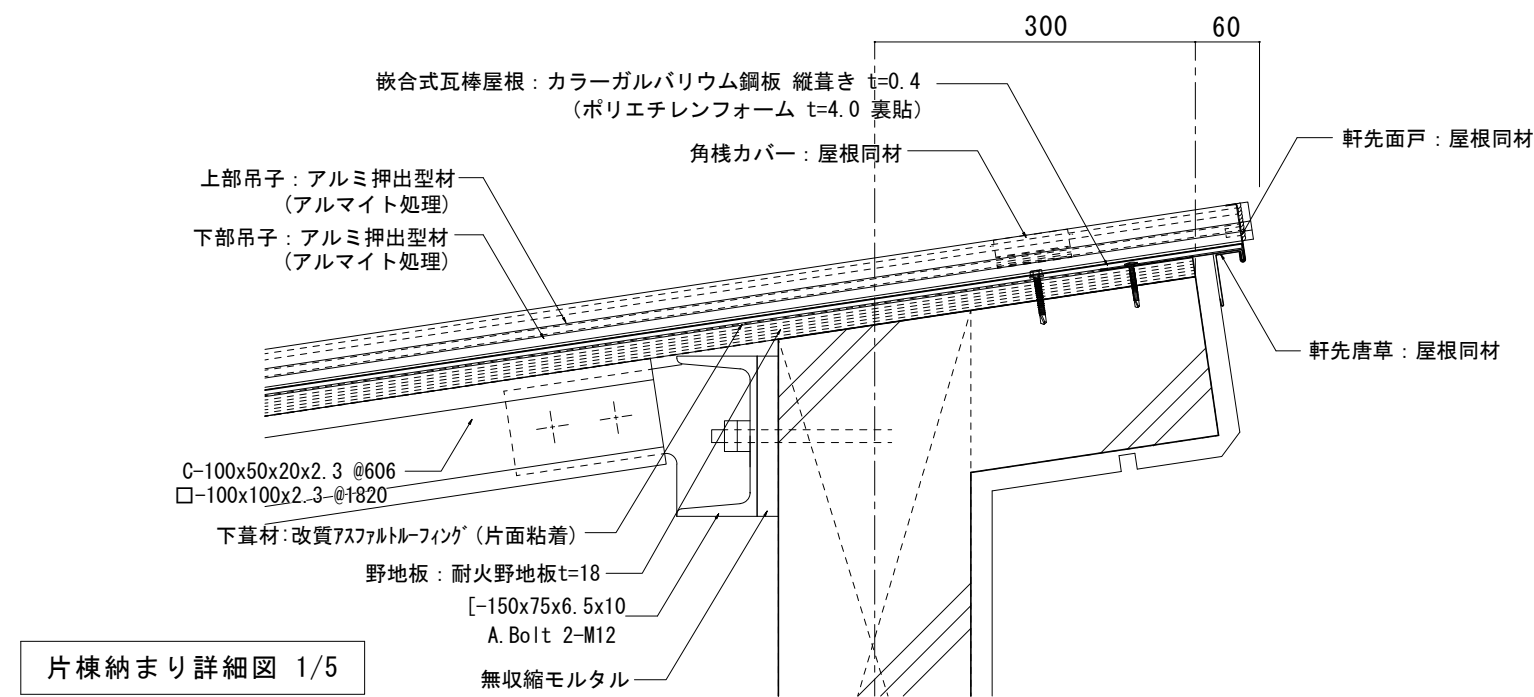 300
60
嵌合式瓦棒屋根：カラーガルバリウム鋼板 縦葺き t=0.4
（ポリエチレンフォーム t=4.0 裏貼）
軒先面戸：屋根同材
角桟カバー：屋根同材
上部吊子：アルミ押出型材
(アルマイト処理)
下部吊子：アルミ押出型材
(アルマイト処理)
軒先唐草：屋根同材
C-100x50x20x2.3 @606
□-100x100x2.3 @1820
下葺材:改質ｱｽﾌｧﾙﾄﾙｰﾌｨﾝｸﾞ(片面粘着)
野地板：耐火野地板t=18
[-150x75x6.5x10
A.Bolt 2-M12
無収縮モルタル
片棟納まり詳細図 1/5